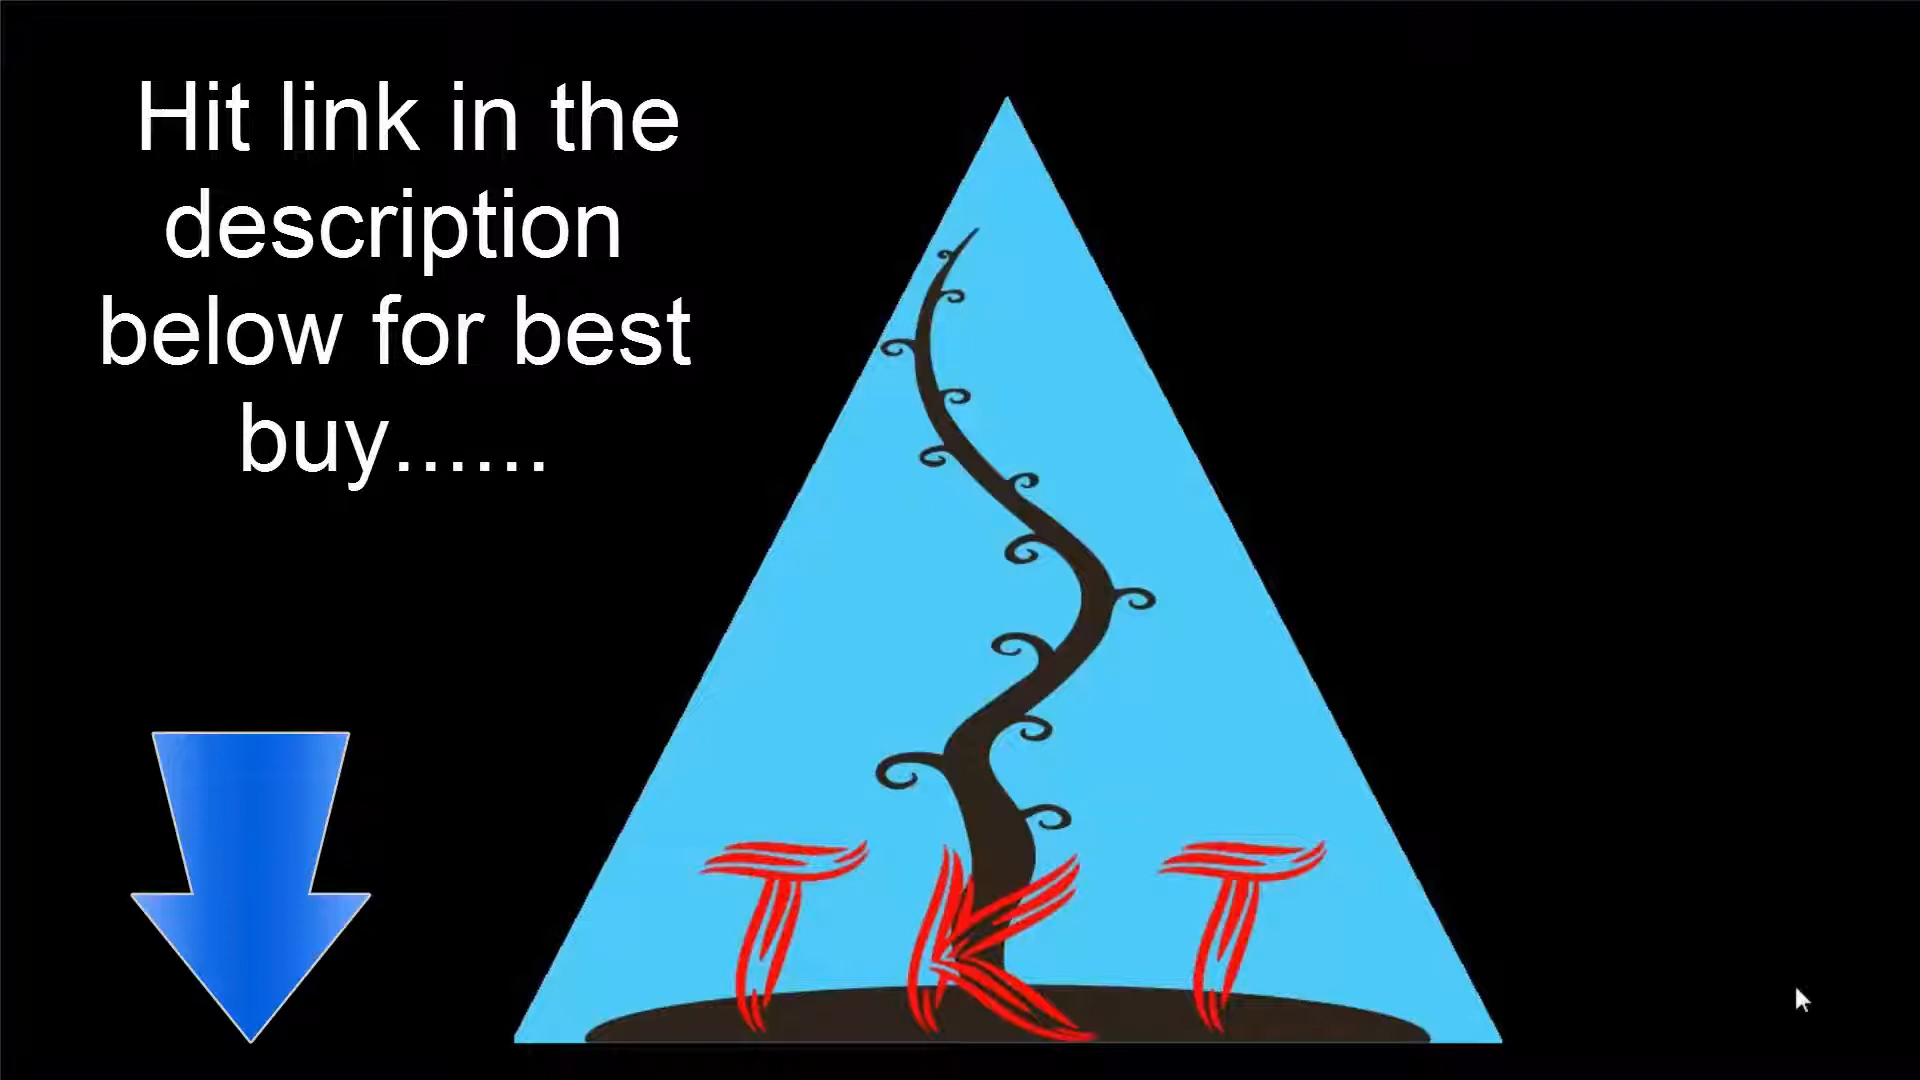 Hit link in the
description
below for best
buy......
TKT